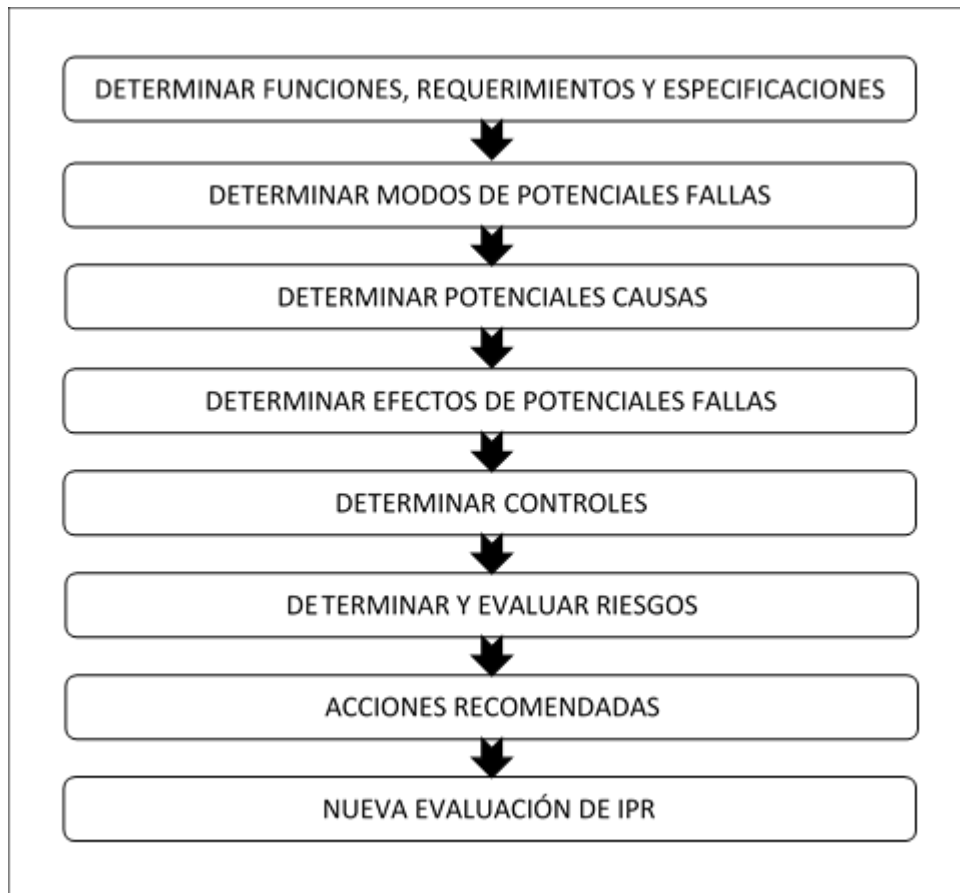 DETERMINAR FUNCIONES, REQUERIMIENTOS Y ESPECIFICACIONES
DETERMINAR MODOS DE POTENCIALES FALLAS
DETERMINAR POTENCIALES CAUSAS
DETERMINAR EFECTOS DE POTENCIALES FALLAS
DETERMINAR CONTROLES
DETERMINAR Y EVALUAR RIESGOS
ACCIONES RECOMENDADAS
NUEVA EVALUACIÓN DE IPR